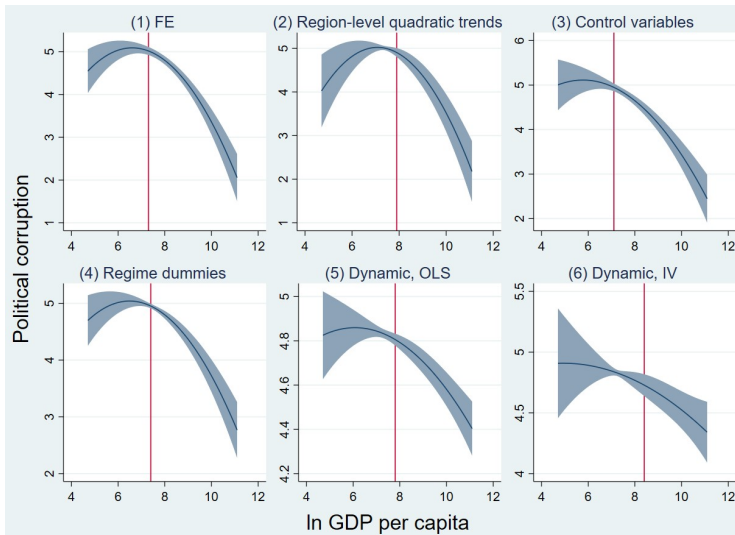 (1) FE
(2) Region-level quadratic trends
(3) Control variables
5
4
3
2
1
4 6 8 10 12
5
4
3
2
1
4 6 8 10 12
6
5
4
3
2
4 6 8 10 12
(4) Regime dummies
(5) Dynamic, OLS
(6) Dynamic, IV
5
4
3
2
4 6 8 10 12
5
4.8
4.6
4.4
4.2
4 6 8 10 12
5.5
5
4.5
4
4 6 8 10 12
Political corruption
ln GDP per capita